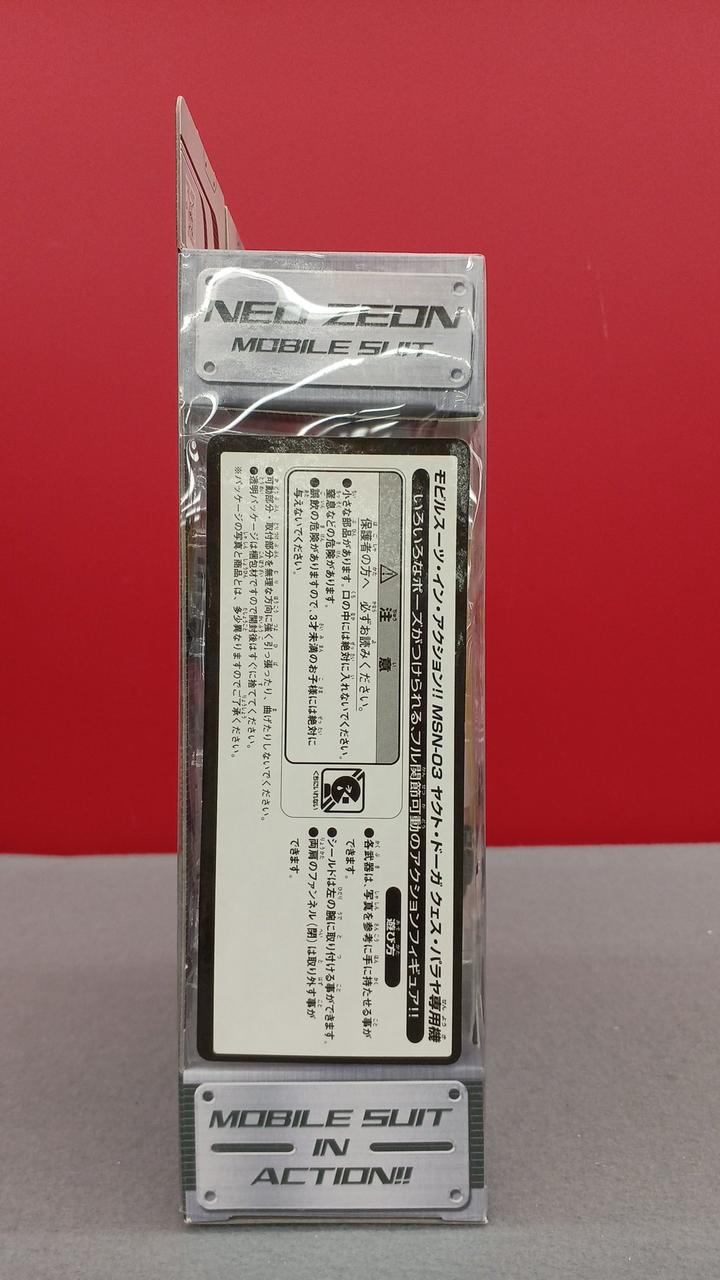 NEO ZEON
MOBILE SUIT
モビルスーツ・イン・アクション!! MSN-03 ヤクト・ドーガ クェス・パラヤ専用機
いろいろなポーズがつけられる、フル関節可動のアクションフィギュア!!
⚠ 注意
保護者の方へ 必ずお読みください。
●小さな部品があります。口の中には絶対に入れないでください。
窒息などの危険があります。
●誤飲の危険がありますので、3才未満のお子様には絶対に
与えないでください。
くちにいれない
●可動部分・取付部分を無理な方向に強く引っ張ったり、曲げたりしないでください。
●透明パッケージは梱包材ですので開封後はすぐに捨ててください。
※パッケージの写真と商品とは、多少異なりますのでご了承ください。
遊び方
●各武器は、写真を参考に手に持たせる事が
できます。
●シールドは左の腕に取り付ける事ができます。
●両肩のファンネル(閉)は取り外す事が
できます。
MOBILE SUIT
IN
ACTION!!